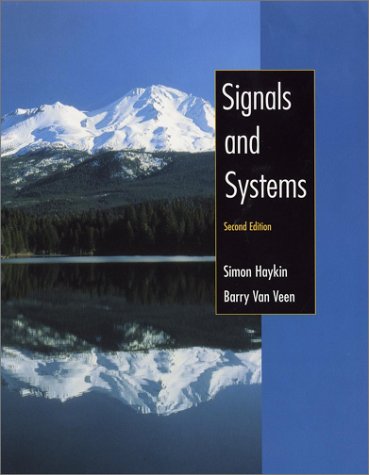 Signals
and
Systems
Second Edition
Simon Haykin
Barry Van Veen